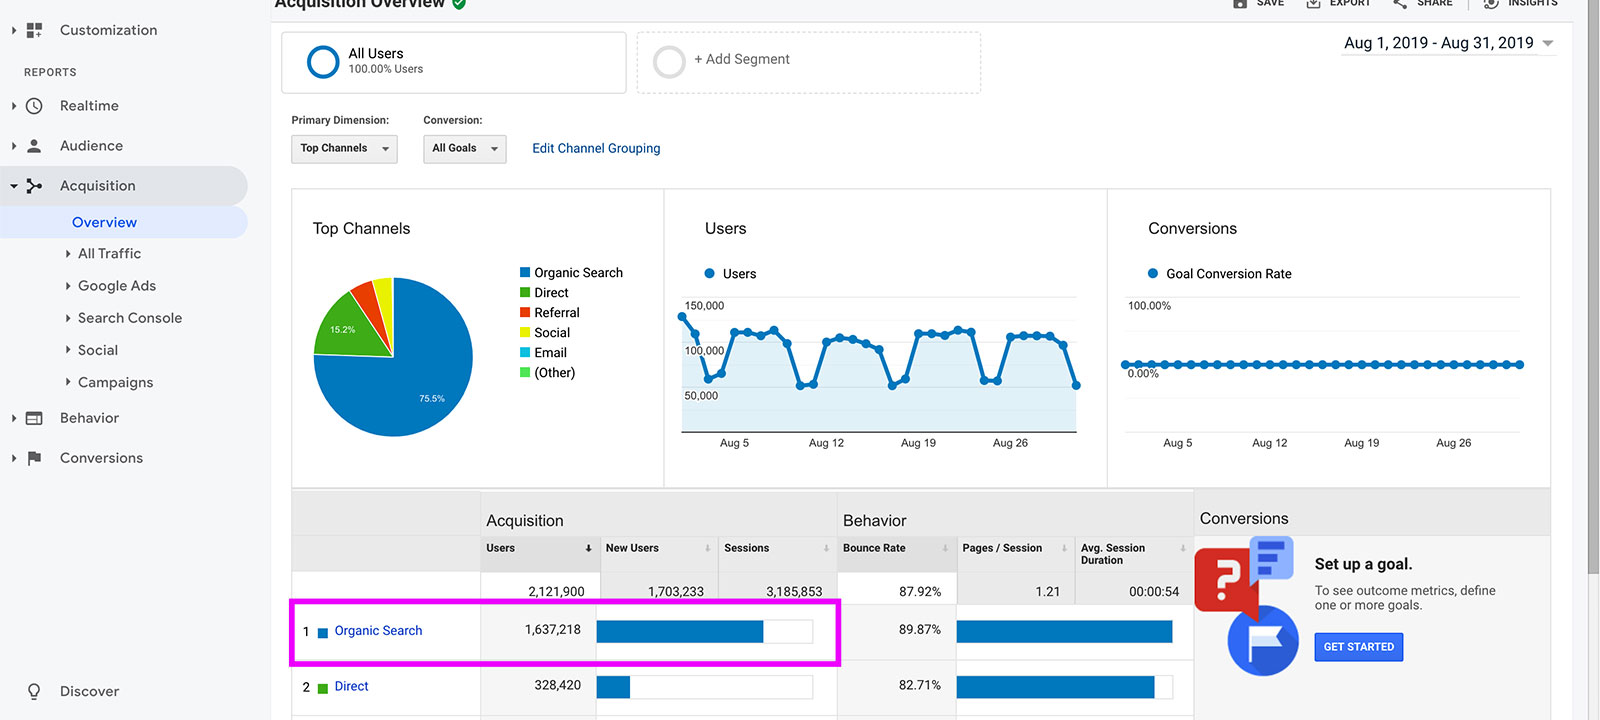 Acquisition Overview
SAVE
EXPORT
SHARE
INSIGHTS
Customization
REPORTS
Realtime
Audience
Acquisition
Overview
All Traffic
Google Ads
Search Console
Social
Campaigns
Behavior
Conversions
Discover
All Users
100.00% Users
+ Add Segment
Aug 1, 2019 - Aug 31, 2019
Primary Dimension:
Conversion:
Top Channels
All Goals
Edit Channel Grouping
Top Channels
15.2%
75.5%
Organic Search
Direct
Referral
Social
Email
(Other)
Users
Users
150,000
100,000
50,000
Aug 5
Aug 12
Aug 19
Aug 26
Conversions
Goal Conversion Rate
100.00%
0.00%
Aug 5
Aug 12
Aug 19
Aug 26
Acquisition
Behavior
Conversions
Users
New Users
Sessions
Bounce Rate
Pages / Session
Avg. Session
Duration
2,121,900
1,703,233
3,185,853
87.92%
1.21
00:00:54
1 Organic Search
1,637,218
89.87%
2 Direct
328,420
82.71%
?
Set up a goal.
To see outcome metrics, define
one or more goals.
GET STARTED